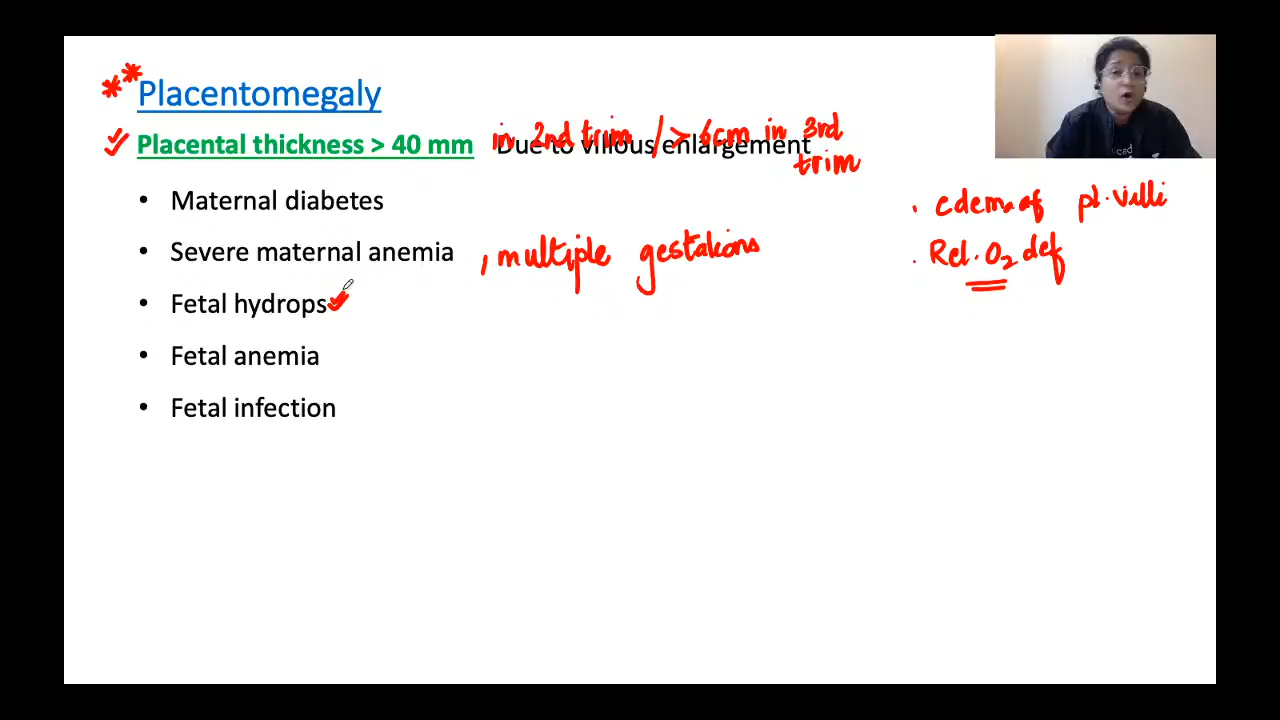 ** Placentomegaly
Placental thickness > 40 mm in 2nd trim / > 6cm in 3rd trim
Due to villous enlargement
• Maternal diabetes
• Severe maternal anemia , multiple gestations
• Fetal hydrops
• Fetal anemia
• Fetal infection
. edema of pl. villi
. Rel. O2 def